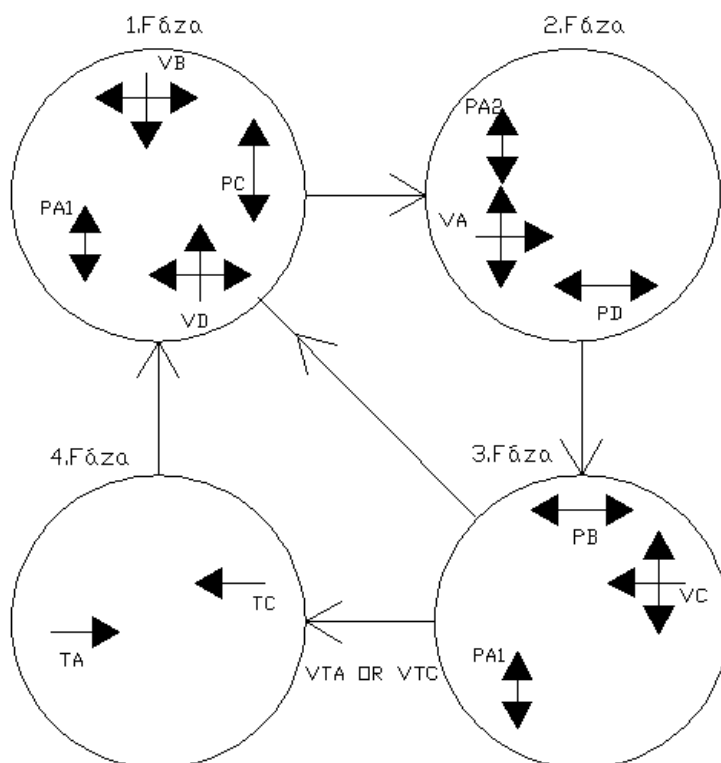 1.Fáza
VB
PC
PA1
VD
2.Fáza
PA2
VA
PD
4.Fáza
TC
TA
3.Fáza
PB
VC
PA1
VTA OR VTC